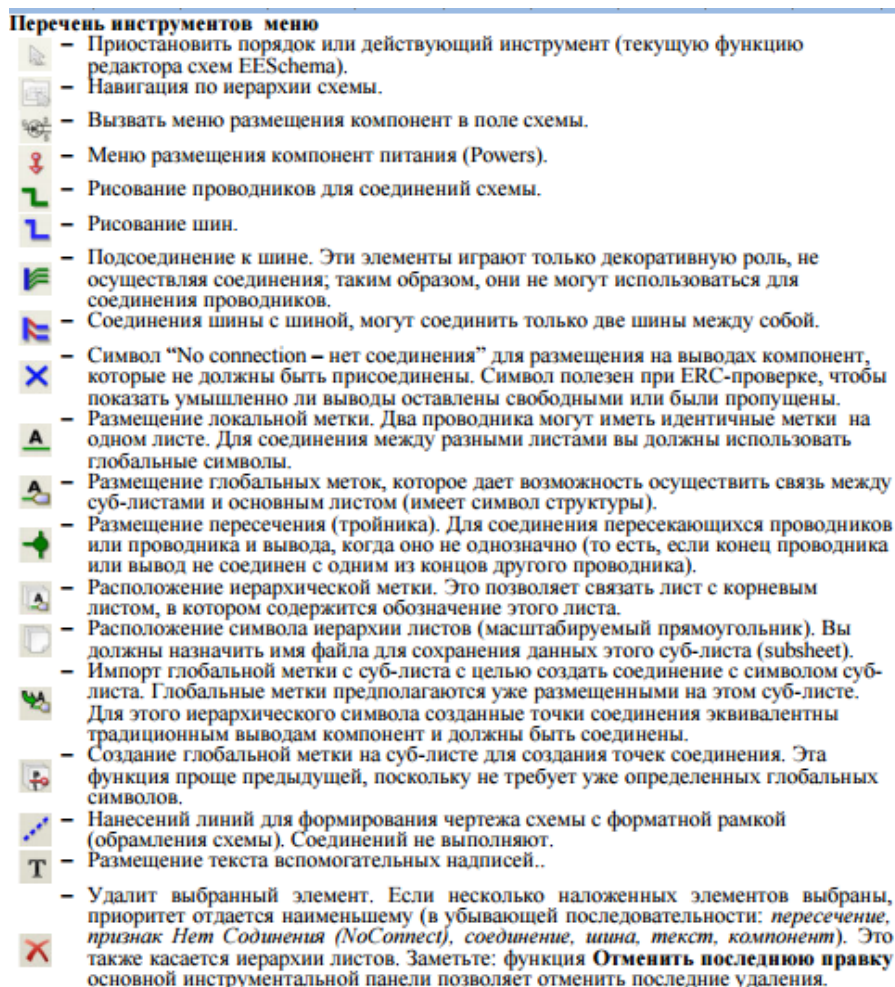 Перечень инструментов меню
– Приостановить порядок или действующий инструмент (текущую функцию
редактора схем EESchema).
– Навигация по иерархии схемы.
– Вызвать меню размещения компонент в поле схемы.
– Меню размещения компонент питания (Powers).
– Рисование проводников для соединений схемы.
– Рисование шин.
– Подсоединение к шине. Эти элементы играют только декоративную роль, не
осуществляя соединения; таким образом, они не могут использоваться для
соединения проводников.
– Соединения шины с шиной, могут соединить только две шины между собой.
– Символ “No connection – нет соединения” для размещения на выводах компонент,
которые не должны быть присоединены. Символ полезен при ERC-проверке, чтобы
показать умышленно ли выводы оставлены свободными или были пропущены.
– Размещение локальной метки. Два проводника могут иметь идентичные метки на
одном листе. Для соединения между разными листами вы должны использовать
глобальные символы.
– Размещение глобальных меток, которое дает возможность осуществить связь между
суб-листами и основным листом (имеет символ структуры).
– Размещение пересечения (тройника). Для соединения пересекающихся проводников
или проводника и вывода, когда оно не однозначно (то есть, если конец проводника
или вывод не соединен с одним из концов другого проводника).
– Расположение иерархической метки. Это позволяет связать лист с корневым
листом, в котором содержится обозначение этого листа.
– Расположение символа иерархии листов (масштабируемый прямоугольник). Вы
должны назначить имя файла для сохранения данных этого суб-листа (subsheet).
– Импорт глобальной метки с суб-листа с целью создать соединение с символом суб-
листа. Глобальные метки предполагаются уже размещенными на этом суб-листе.
Для этого иерархического символа созданные точки соединения эквивалентны
традиционным выводам компонент и должны быть соединены.
– Создание глобальной метки на суб-листе для создания точек соединения. Эта
функция проще предыдущей, поскольку не требует уже определенных глобальных
символов.
– Нанесений линий для формирования чертежа схемы с форматной рамкой
(обрамления схемы). Соединений не выполняют.
T – Размещение текста вспомогательных надписей..
– Удалит выбранный элемент. Если несколько наложенных элементов выбраны,
приоритет отдается наименьшему (в убывающей последовательности: пересечение,
признак Нет Содинения (NoConnect), соединение, шина, текст, компонент). Это
также касается иерархии листов. Заметьте: функция Отменить последнюю правку
основной инструментальной панели позволяет отменить последние удаления.